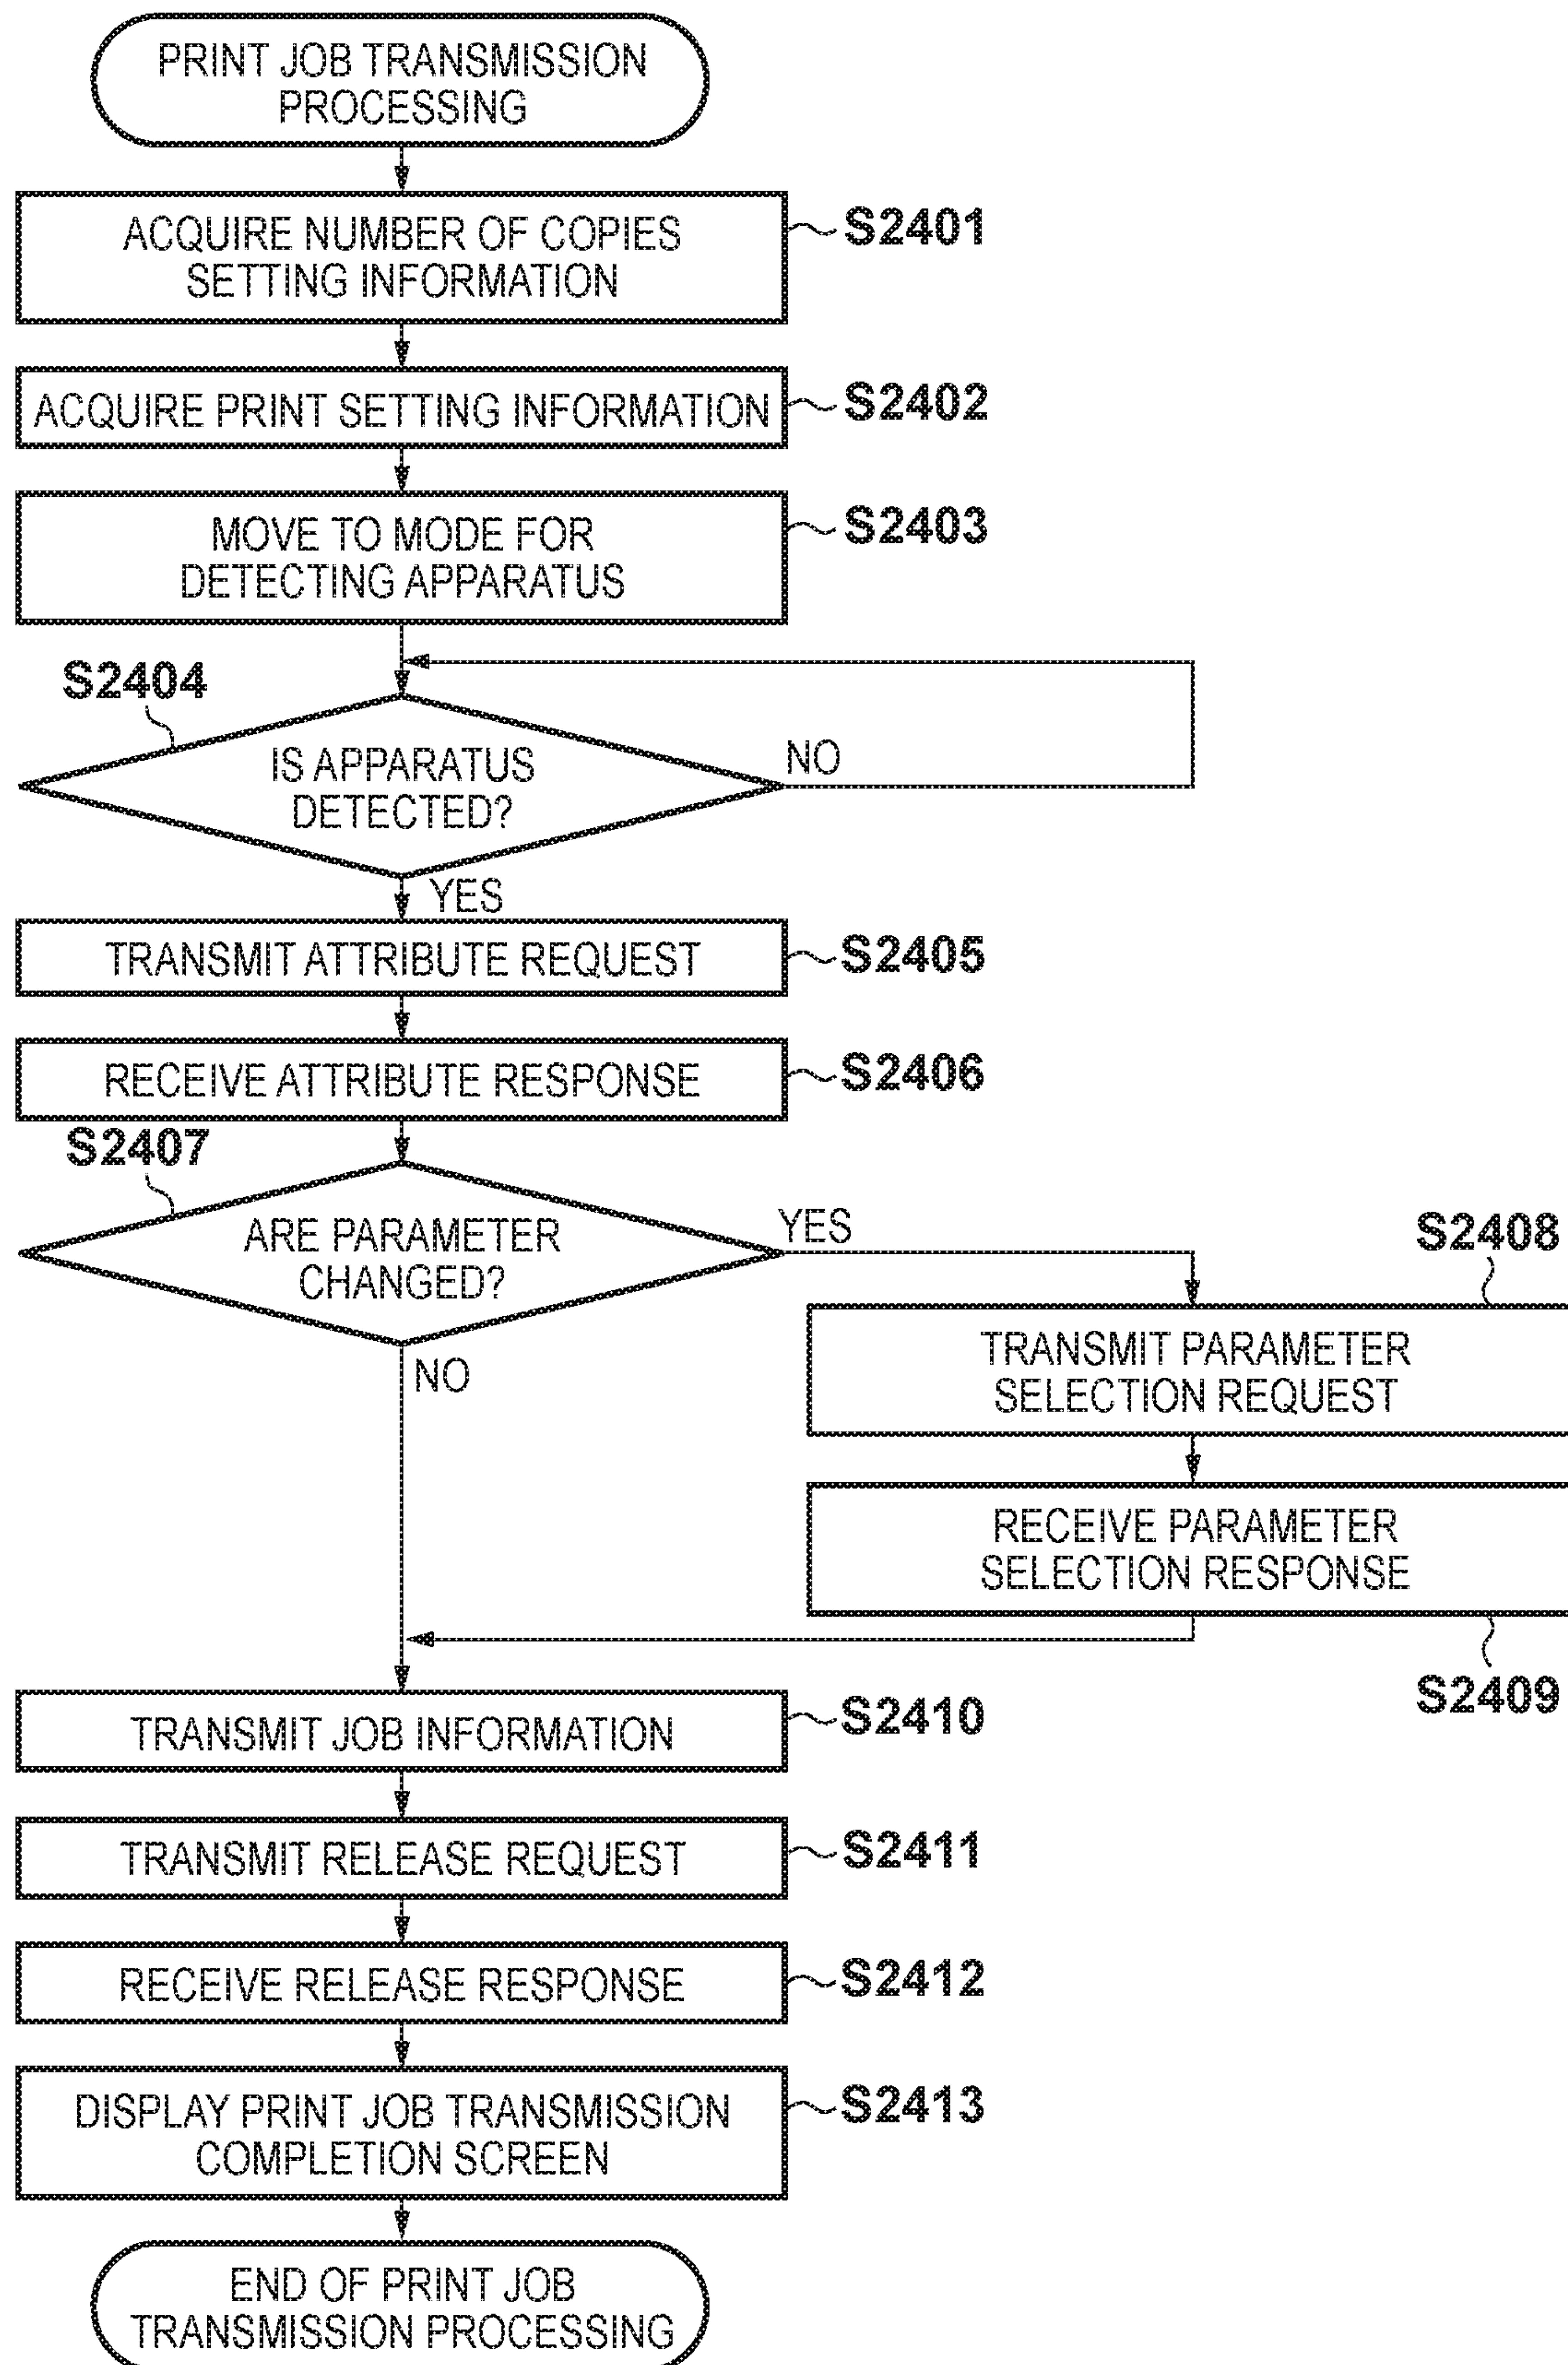 PRINT JOB TRANSMISSION
PROCESSING
ACQUIRE NUMBER OF COPIES
SETTING INFORMATION
S2401
ACQUIRE PRINT SETTING INFORMATION
S2402
MOVE TO MODE FOR
DETECTING APPARATUS
S2403
S2404
IS APPARATUS
DETECTED?
NO
YES
TRANSMIT ATTRIBUTE REQUEST
S2405
RECEIVE ATTRIBUTE RESPONSE
S2406
S2407
ARE PARAMETER
CHANGED?
YES
NO
S2408
TRANSMIT PARAMETER
SELECTION REQUEST
RECEIVE PARAMETER
SELECTION RESPONSE
S2409
TRANSMIT JOB INFORMATION
S2410
TRANSMIT RELEASE REQUEST
S2411
RECEIVE RELEASE RESPONSE
S2412
DISPLAY PRINT JOB TRANSMISSION
COMPLETION SCREEN
S2413
END OF PRINT JOB
TRANSMISSION PROCESSING